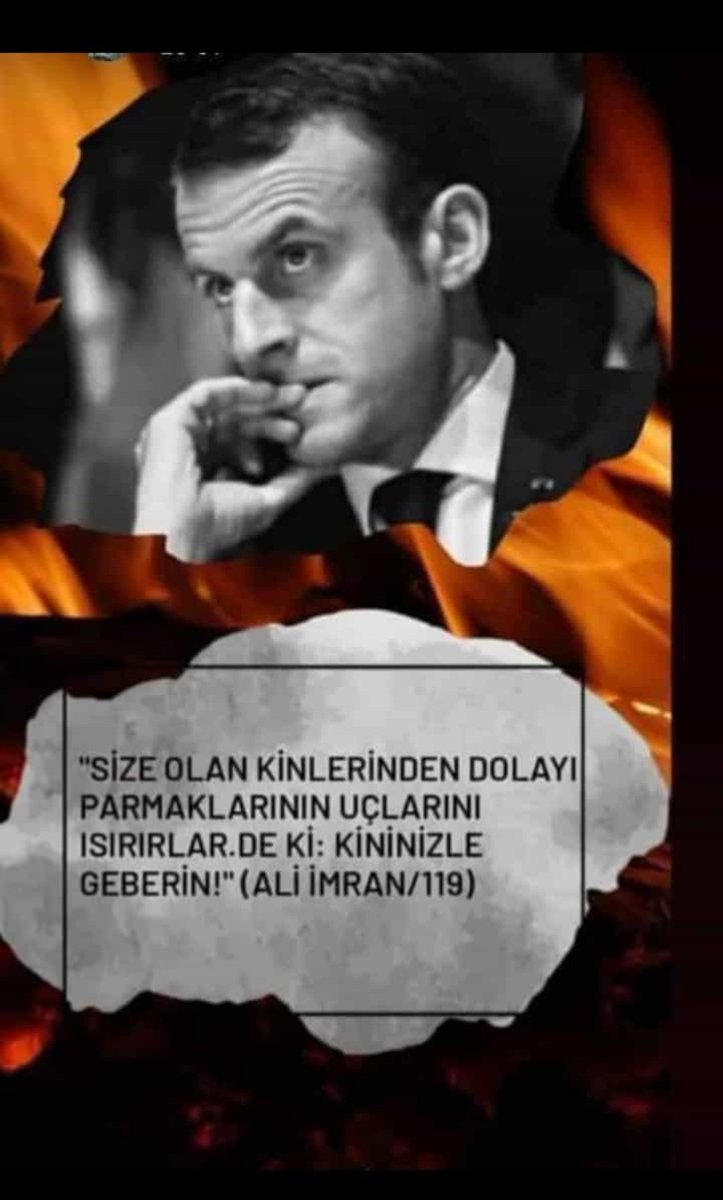 "SİZE OLAN KİNLERİNDEN DOLAYI
PARMAKLARININ UÇLARINI
ISIRIRLAR.DE Kİ: KİNİNİZLE
GEBERİN!" (ALİ İMRAN/119)